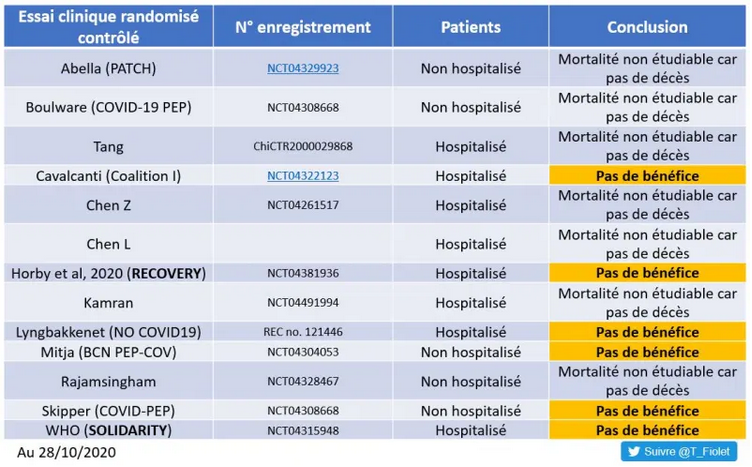 Essai clinique randomisé
contrôlé
N° enregistrement
Patients
Conclusion
Abella (PATCH)
NCT04329923
Non hospitalisé
Mortalité non étudiable car
pas de décès
Boulware (COVID-19 PEP)
NCT04308668
Non hospitalisé
Mortalité non étudiable car
pas de décès
Tang
ChiCTR2000029868
Hospitalisé
Mortalité non étudiable car
pas de décès
Cavalcanti (Coalition I)
NCT04322123
Hospitalisé
Pas de bénéfice
Chen Z
NCT04261517
Hospitalisé
Mortalité non étudiable car
pas de décès
Chen L
Hospitalisé
Mortalité non étudiable car
pas de décès
Horby et al, 2020 (RECOVERY)
NCT04381936
Hospitalisé
Pas de bénéfice
Kamran
NCT04491994
Hospitalisé
Mortalité non étudiable car
pas de décès
Lyngbakkenet (NO COVID19)
REC no. 121446
Hospitalisé
Pas de bénéfice
Mitja (BCN PEP-COV)
NCT04304053
Non hospitalisé
Pas de bénéfice
Rajamsingham
NCT04328467
Non hospitalisé
Mortalité non étudiable car
pas de décès
Skipper (COVID-PEP)
NCT04308668
Non hospitalisé
Pas de bénéfice
WHO (SOLIDARITY)
NCT04315948
Hospitalisé
Pas de bénéfice
Au 28/10/2020
Suivre @T_Fiolet